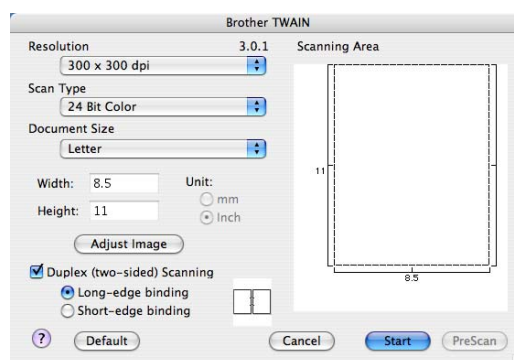 Brother TWAIN
Resolution 3.0.1
300 x 300 dpi
Scan Type
24 Bit Color
Document Size
Letter
Width: 8.5
Height: 11
Unit:
mm
Inch
Adjust Image
Duplex (two-sided) Scanning
Long-edge binding
Short-edge binding
? Default
Scanning Area
11
8.5
Cancel Start PreScan